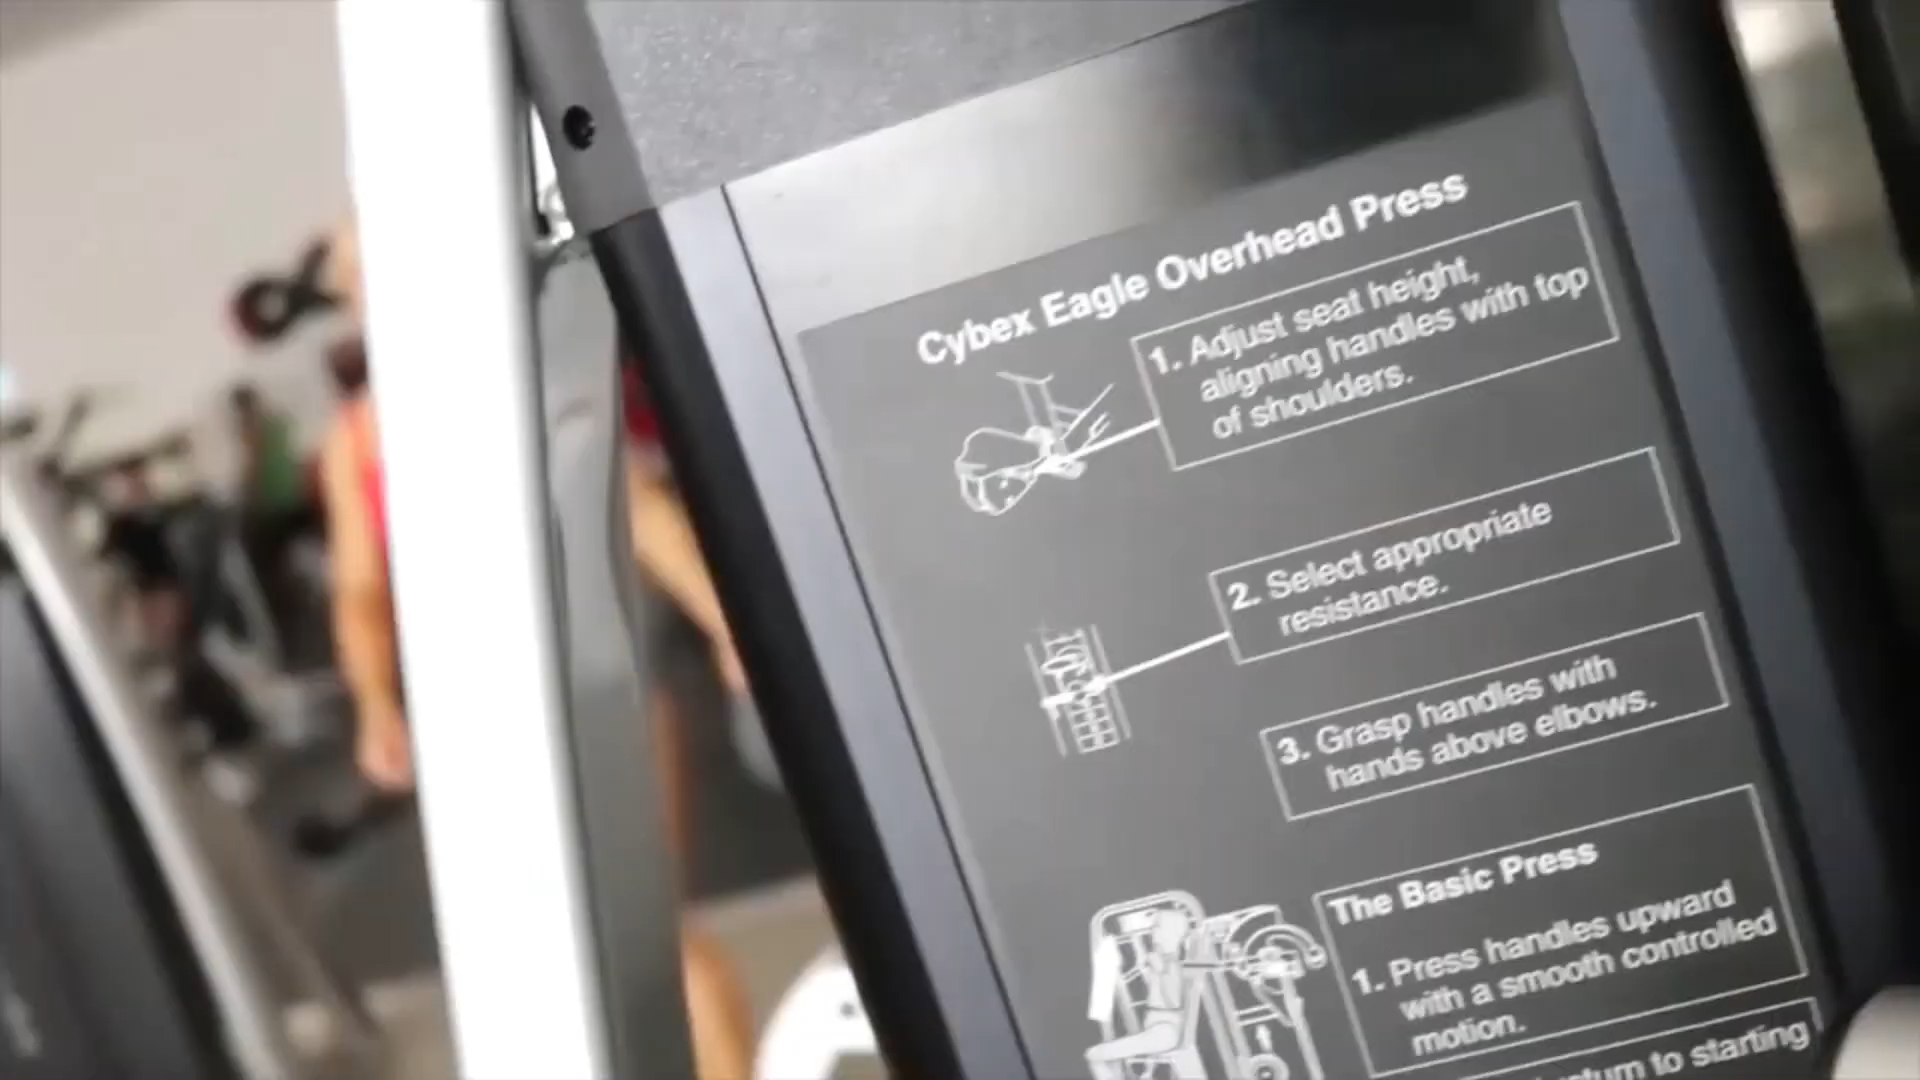 Cybex Eagle Overhead Press
1. Adjust seat height,
aligning handles with top
of shoulders.
2. Select appropriate
resistance.
3. Grasp handles with
hands above elbows.
The Basic Press
1. Press handles upward
with a smooth controlled
motion.
to starting